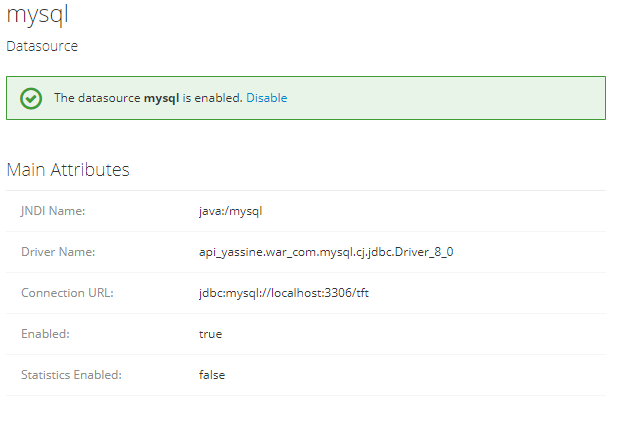 mysql
Datasource
The datasource mysql is enabled. Disable
Main Attributes
JNDI Name: java:/mysql
Driver Name: api_yassine.war_com.mysql.cj.jdbc.Driver_8_0
Connection URL: jdbc:mysql://localhost:3306/tft
Enabled: true
Statistics Enabled: false